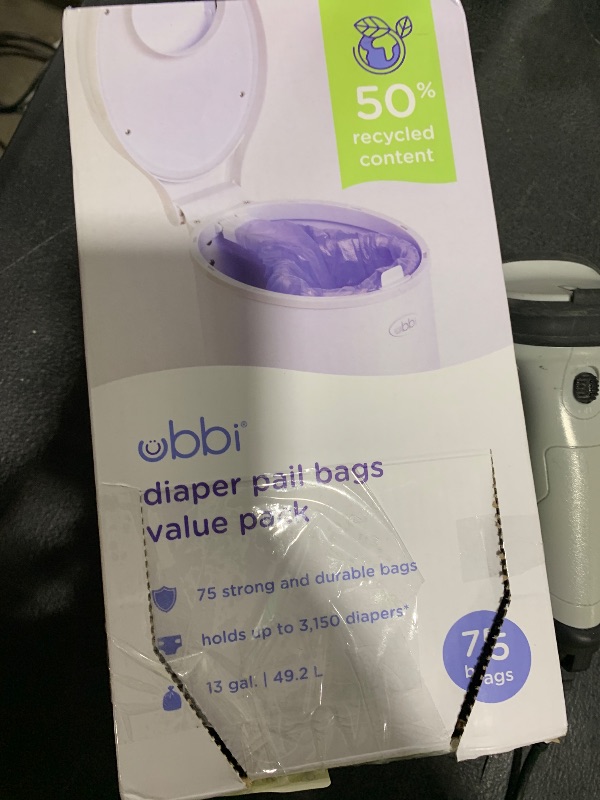 50%
recycled
content
ubbi
ubbi®
diaper pail bags
value pack
75 strong and durable bags
holds up to 3,150 diapers*
13 gal. | 49.2 L
75
bags